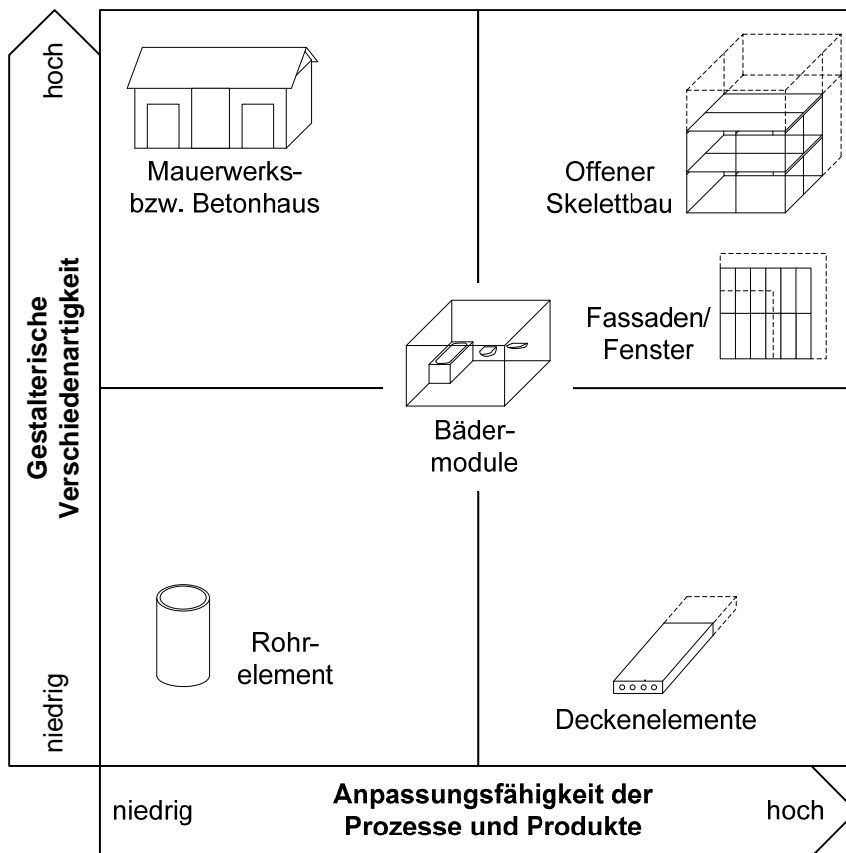 hoch
Mauerwerks-
bzw. Betonhaus
Offener
Skelettbau
Fassaden/
Fenster
Gestalterische
Verschiedenartigkeit
Bäder-
module
Rohr-
element
Deckenelemente
niedrig
niedrig
Anpassungsfähigkeit der
Prozesse und Produkte
hoch